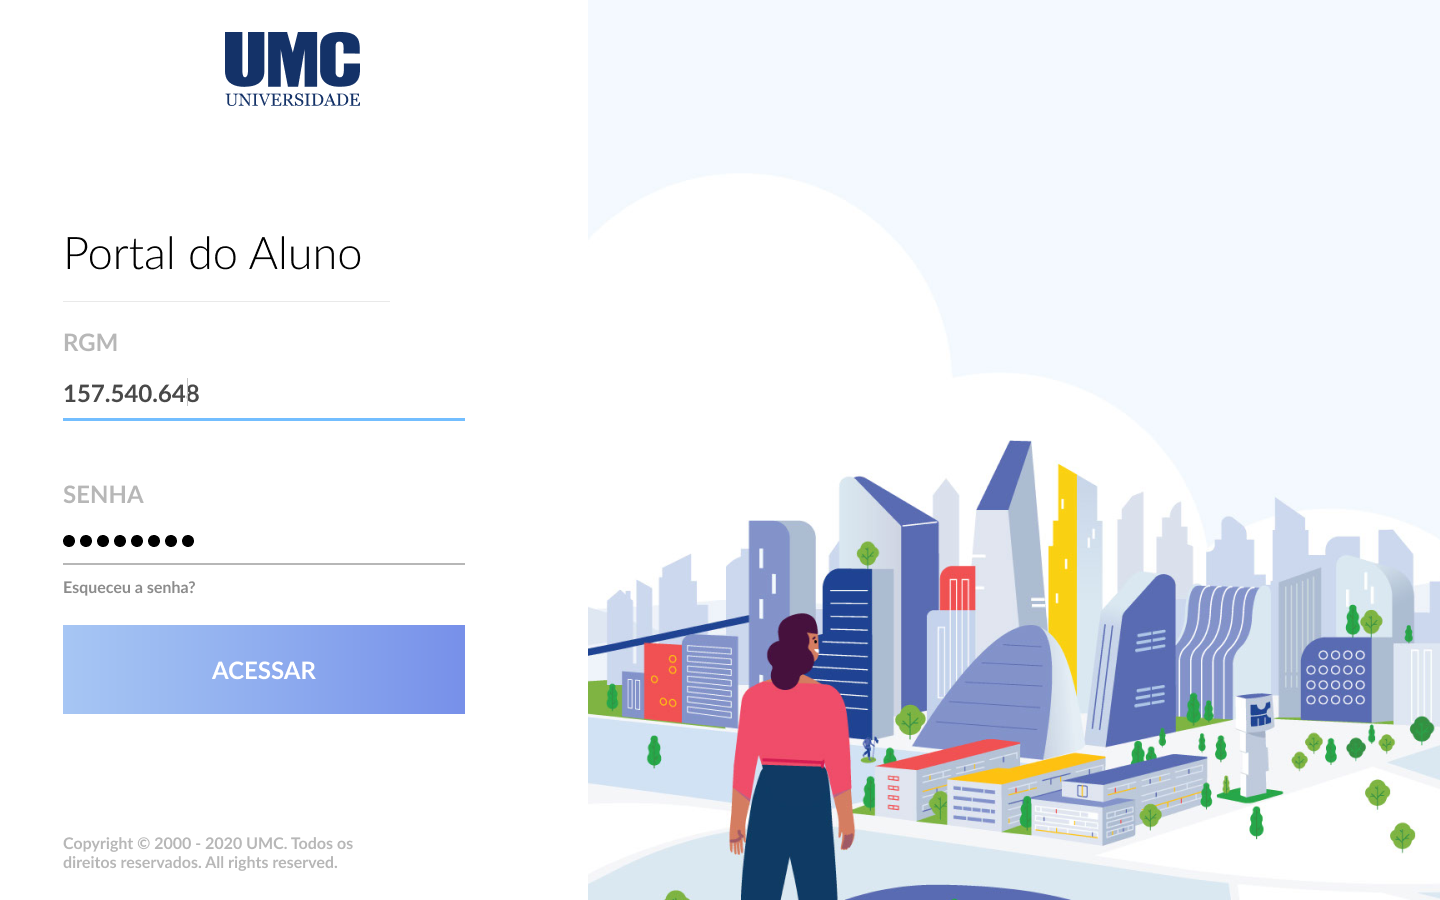 UMC
UNIVERSIDADE
Portal do Aluno
RGM
157.540.648
SENHA
Esqueceu a senha?
ACESSAR
Copyright © 2000 - 2020 UMC. Todos os
direitos reservados. All rights reserved.